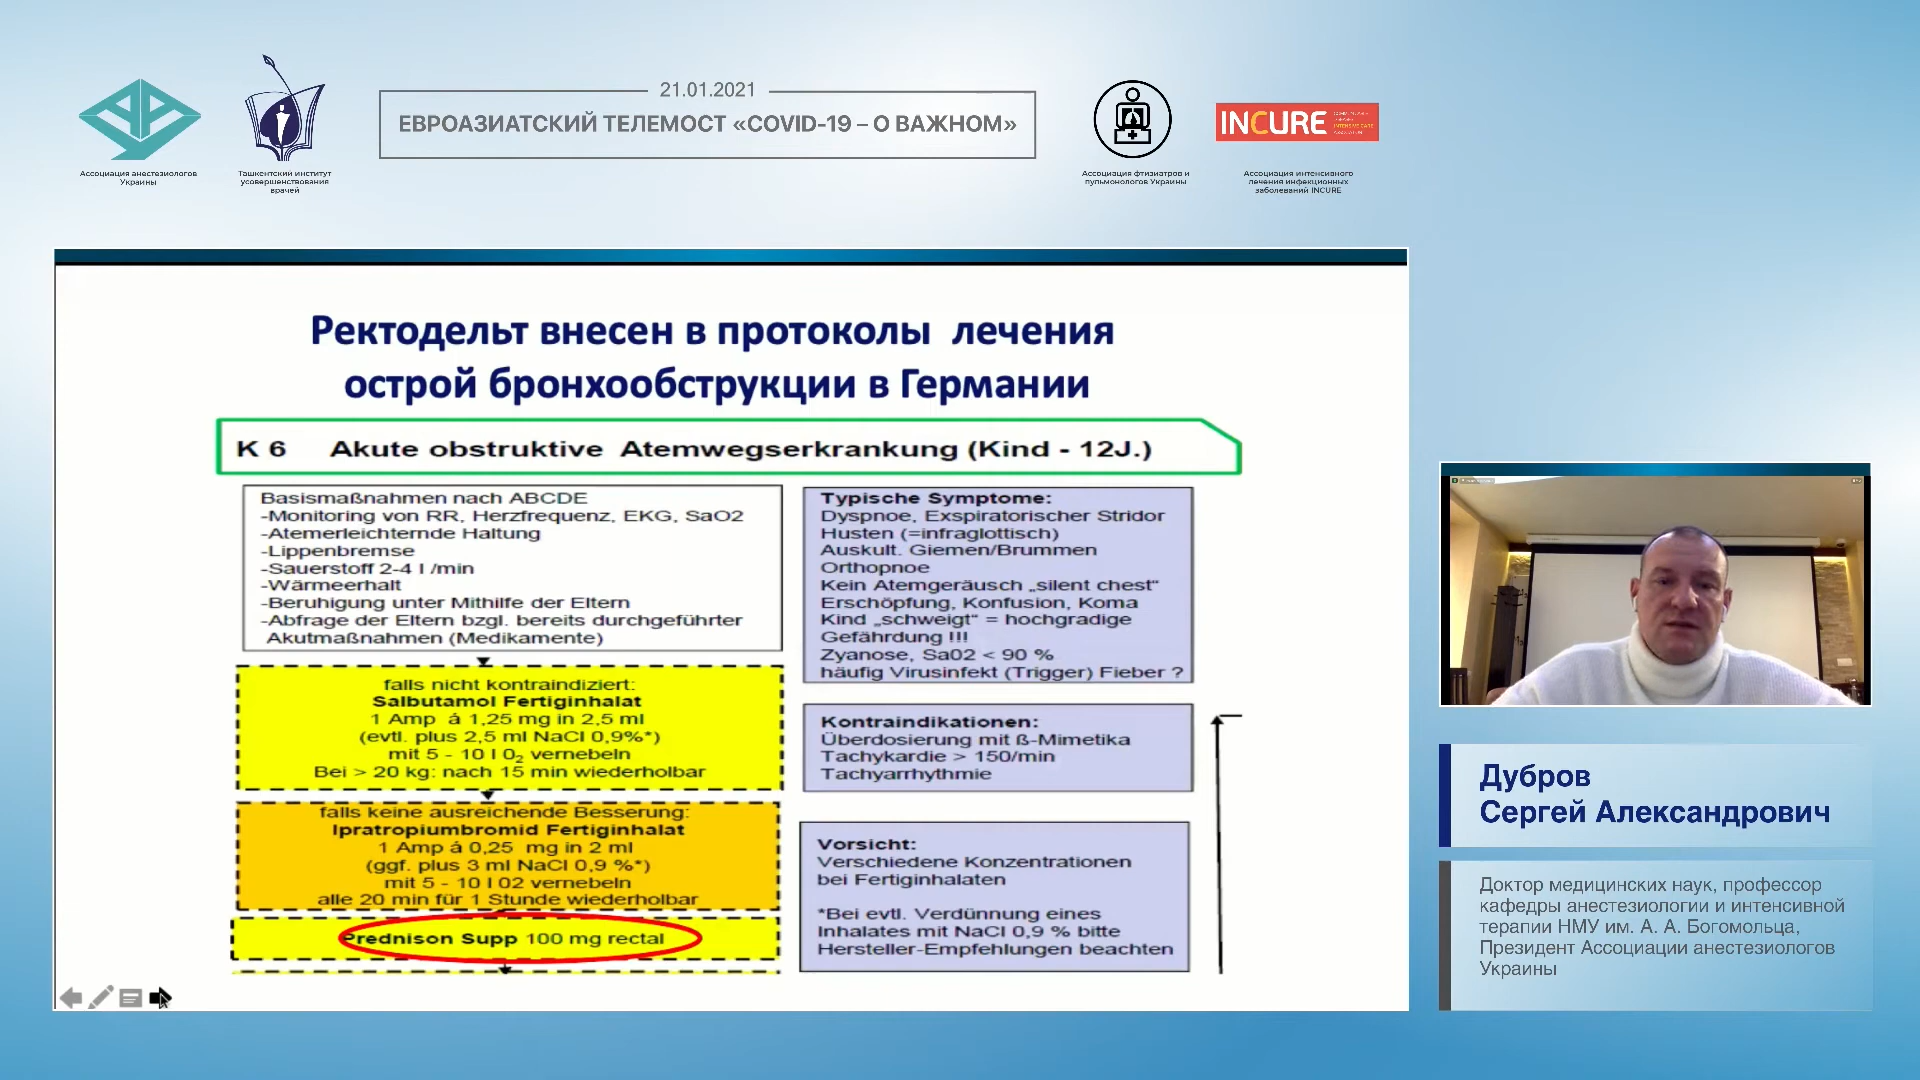 21.01.2021
ЕВРОАЗИАТСКИЙ ТЕЛЕМОСТ «COVID-19 – О ВАЖНОМ»
Ассоциация анестезиологов
Украины
Ташкентский институт
усовершенствования
врачей
Ассоциация фтизиатров и
пульмонологов Украины
INCURE
Ассоциация интенсивного
лечения инфекционных
заболеваний INCURE
Ректодельт внесен в протоколы лечения
острой бронхообструкции в Германии
K 6 Akute obstruktive Atemwegserkrankung (Kind - 12J.)
Basismaßnahmen nach ABCDE
-Monitoring von RR, Herzfrequenz, EKG, SaO2
-Atemerleichternde Haltung
-Lippenbremse
-Sauerstoff 2-4 l /min
-Wärmeerhalt
-Beruhigung unter Mithilfe der Eltern
-Abfrage der Eltern bzgl. bereits durchgeführter
Akutmaßnahmen (Medikamente)
falls nicht kontraindiziert:
Salbutamol Fertiginhalat
1 Amp á 1,25 mg in 2,5 ml
(evtl. plus 2,5 ml NaCl 0,9%*)
mit 5 - 10 l 0₂ vernebeln
Bei > 20 kg: nach 15 min wiederholbar
falls keine ausreichende Besserung:
Ipratropiumbromid Fertiginhalat
1 Amp á 0,25 mg in 2 ml
(ggf. plus 3 ml NaCl 0,9 %*)
mit 5 - 10 l 02 vernebeln
alle 20 min für 1 Stunde wiederholbar
Prednison Supp 100 mg rectal
Typische Symptome:
Dyspnoe, Exspiratorischer Stridor
Husten (=infraglottisch)
Auskult. Giemen/Brummen
Orthopnoe
Kein Atemgeräusch „silent chest“
Erschöpfung, Konfusion, Koma
Kind „schweigt“ = hochgradige
Gefährdung !!!
Zyanose, Sa02 < 90 %
häufig Virusinfekt (Trigger) Fieber ?
Kontraindikationen:
Überdosierung mit ß-Mimetika
Tachykardie > 150/min
Tachyarrhythmie
Vorsicht:
Verschiedene Konzentrationen
bei Fertiginhalaten
*Bei evtl. Verdünnung eines
Inhalates mit NaCl 0,9 % bitte
Hersteller-Empfehlungen beachten
Дубров
Сергей Александрович
Доктор медицинских наук, профессор
кафедры анестезиологии и интенсивной
терапии НМУ им. А. А. Богомольца,
Президент Ассоциации анестезиологов
Украины